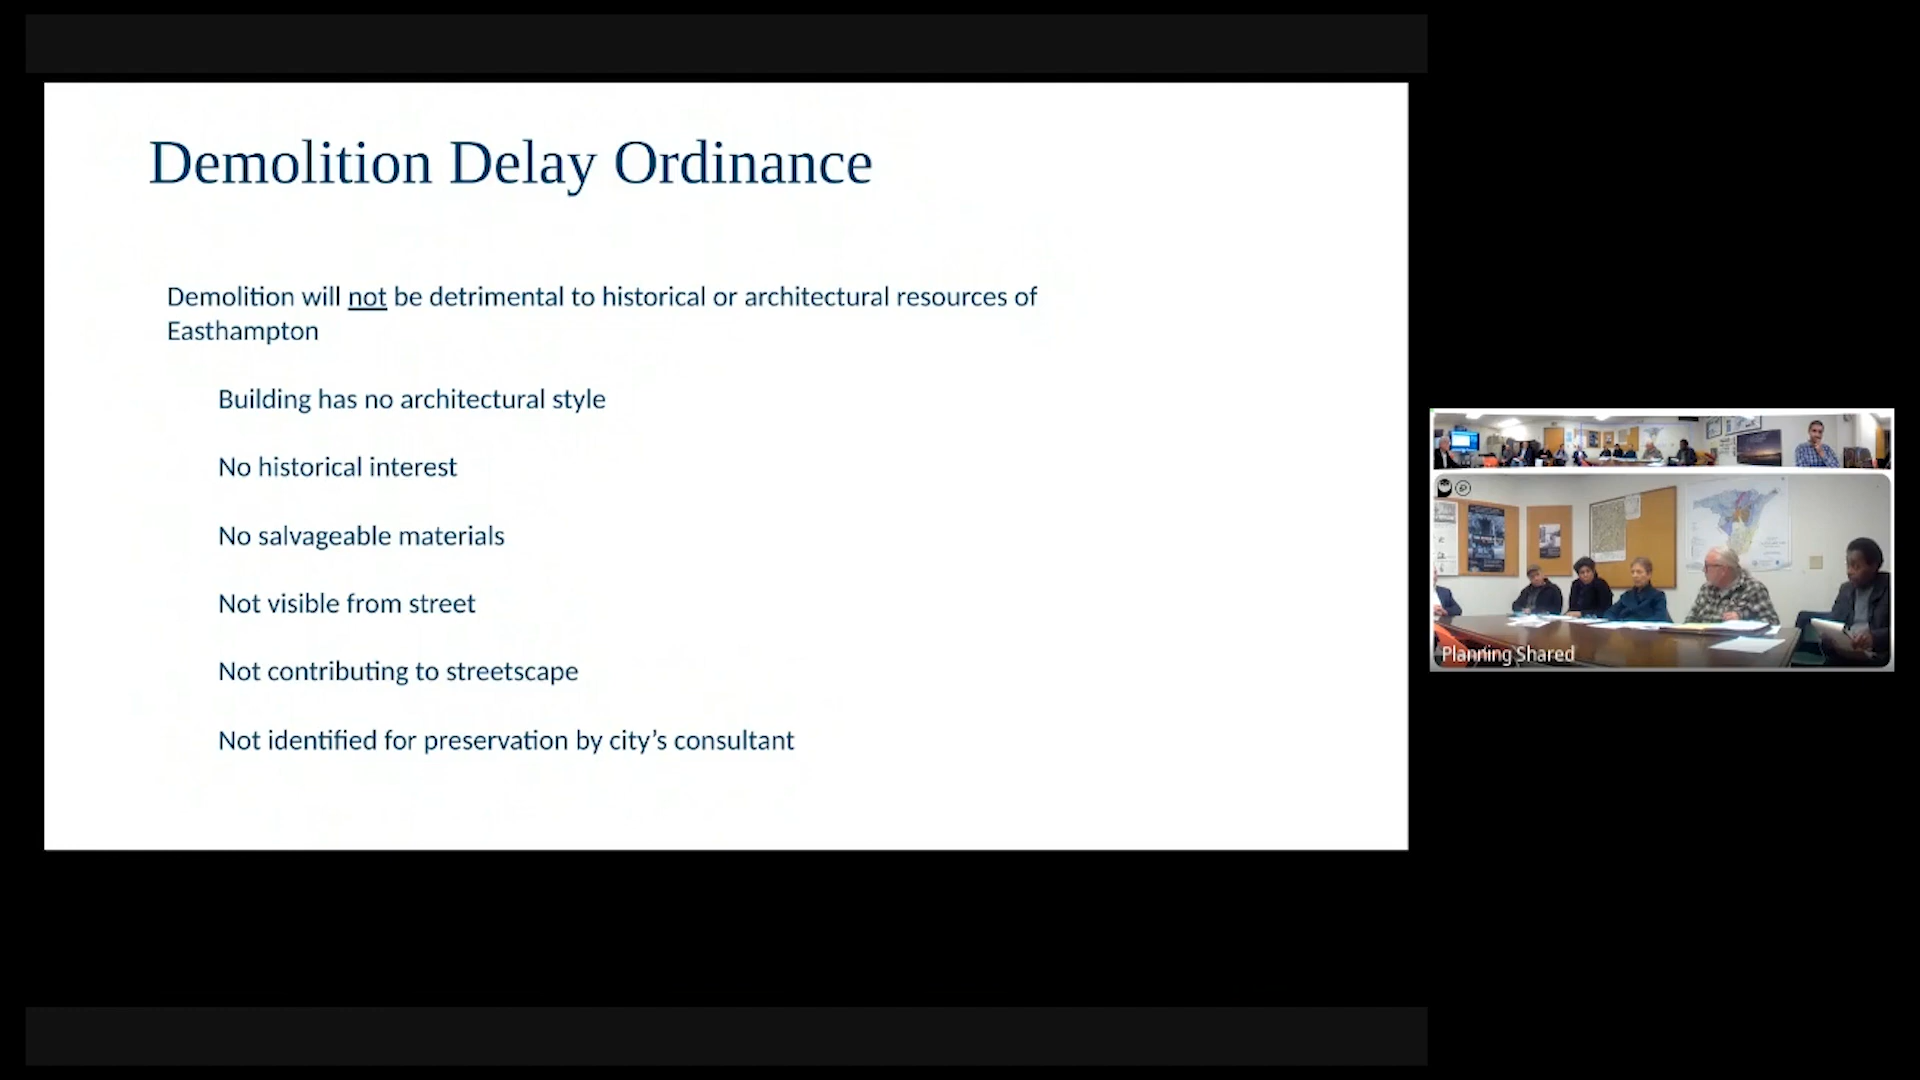 Demolition Delay Ordinance
Demolition will not be detrimental to historical or architectural resources of
Easthampton
Building has no architectural style
No historical interest
No salvageable materials
Not visible from street
Not contributing to streetscape
Not identified for preservation by city’s consultant
Planning Shared